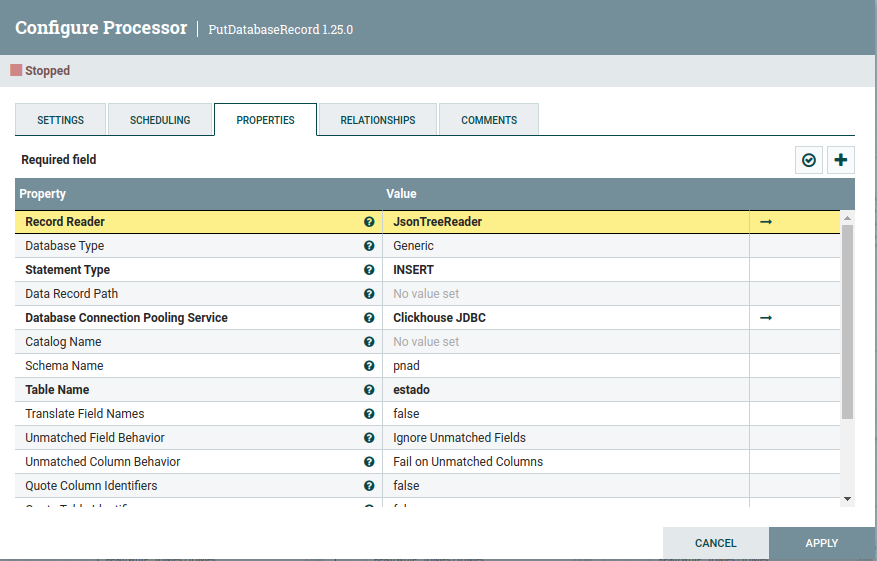 Configure Processor | PutDatabaseRecord 1.25.0
Stopped
SETTINGS SCHEDULING PROPERTIES RELATIONSHIPS COMMENTS
Required field
Property Value
Record Reader JsonTreeReader
Database Type Generic
Statement Type INSERT
Data Record Path No value set
Database Connection Pooling Service Clickhouse JDBC
Catalog Name No value set
Schema Name pnad
Table Name estado
Translate Field Names false
Unmatched Field Behavior Ignore Unmatched Fields
Unmatched Column Behavior Fail on Unmatched Columns
Quote Column Identifiers false
CANCEL APPLY